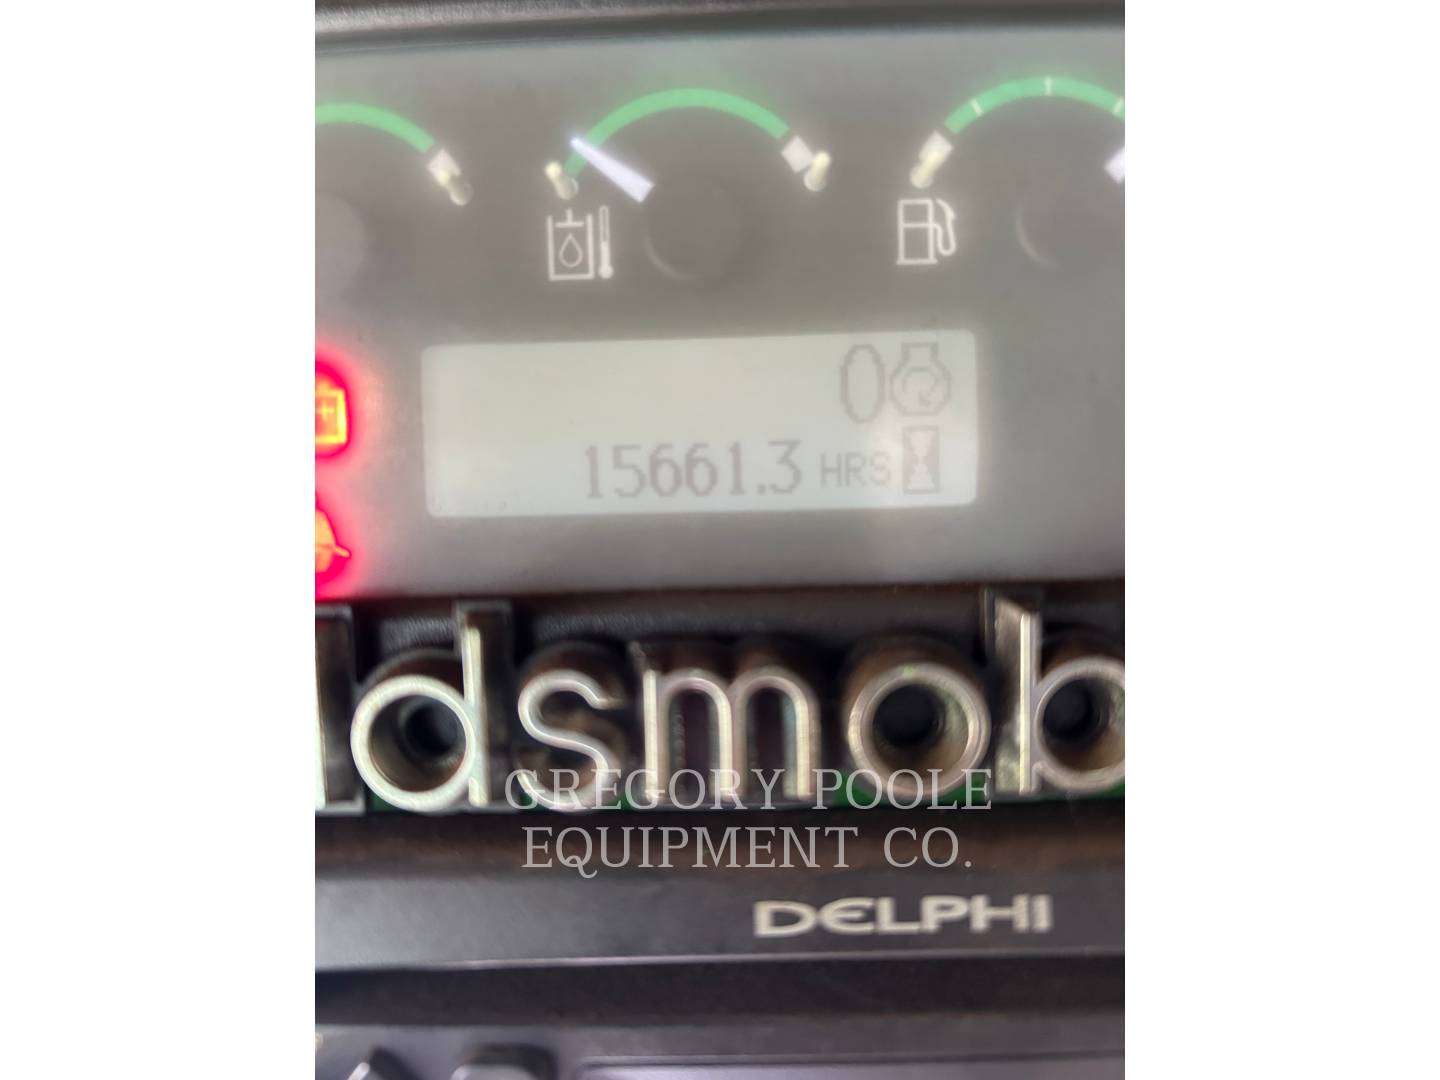 0
15661.3 HRS
ldsmob
GREGORY POOLE
EQUIPMENT CO.
DELPHI